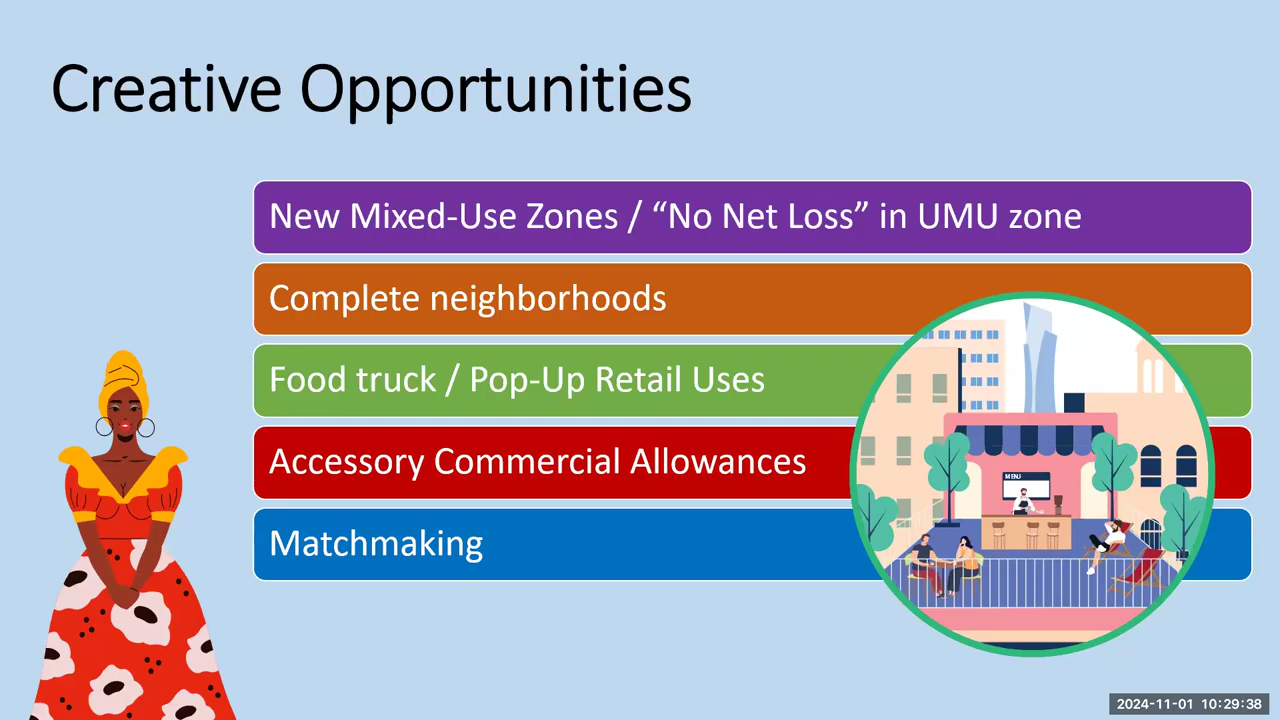 Creative Opportunities
New Mixed-Use Zones / “No Net Loss” in UMU zone
Complete neighborhoods
Food truck / Pop-Up Retail Uses
Accessory Commercial Allowances
MENU
Matchmaking
2024-11-01 10:29:38